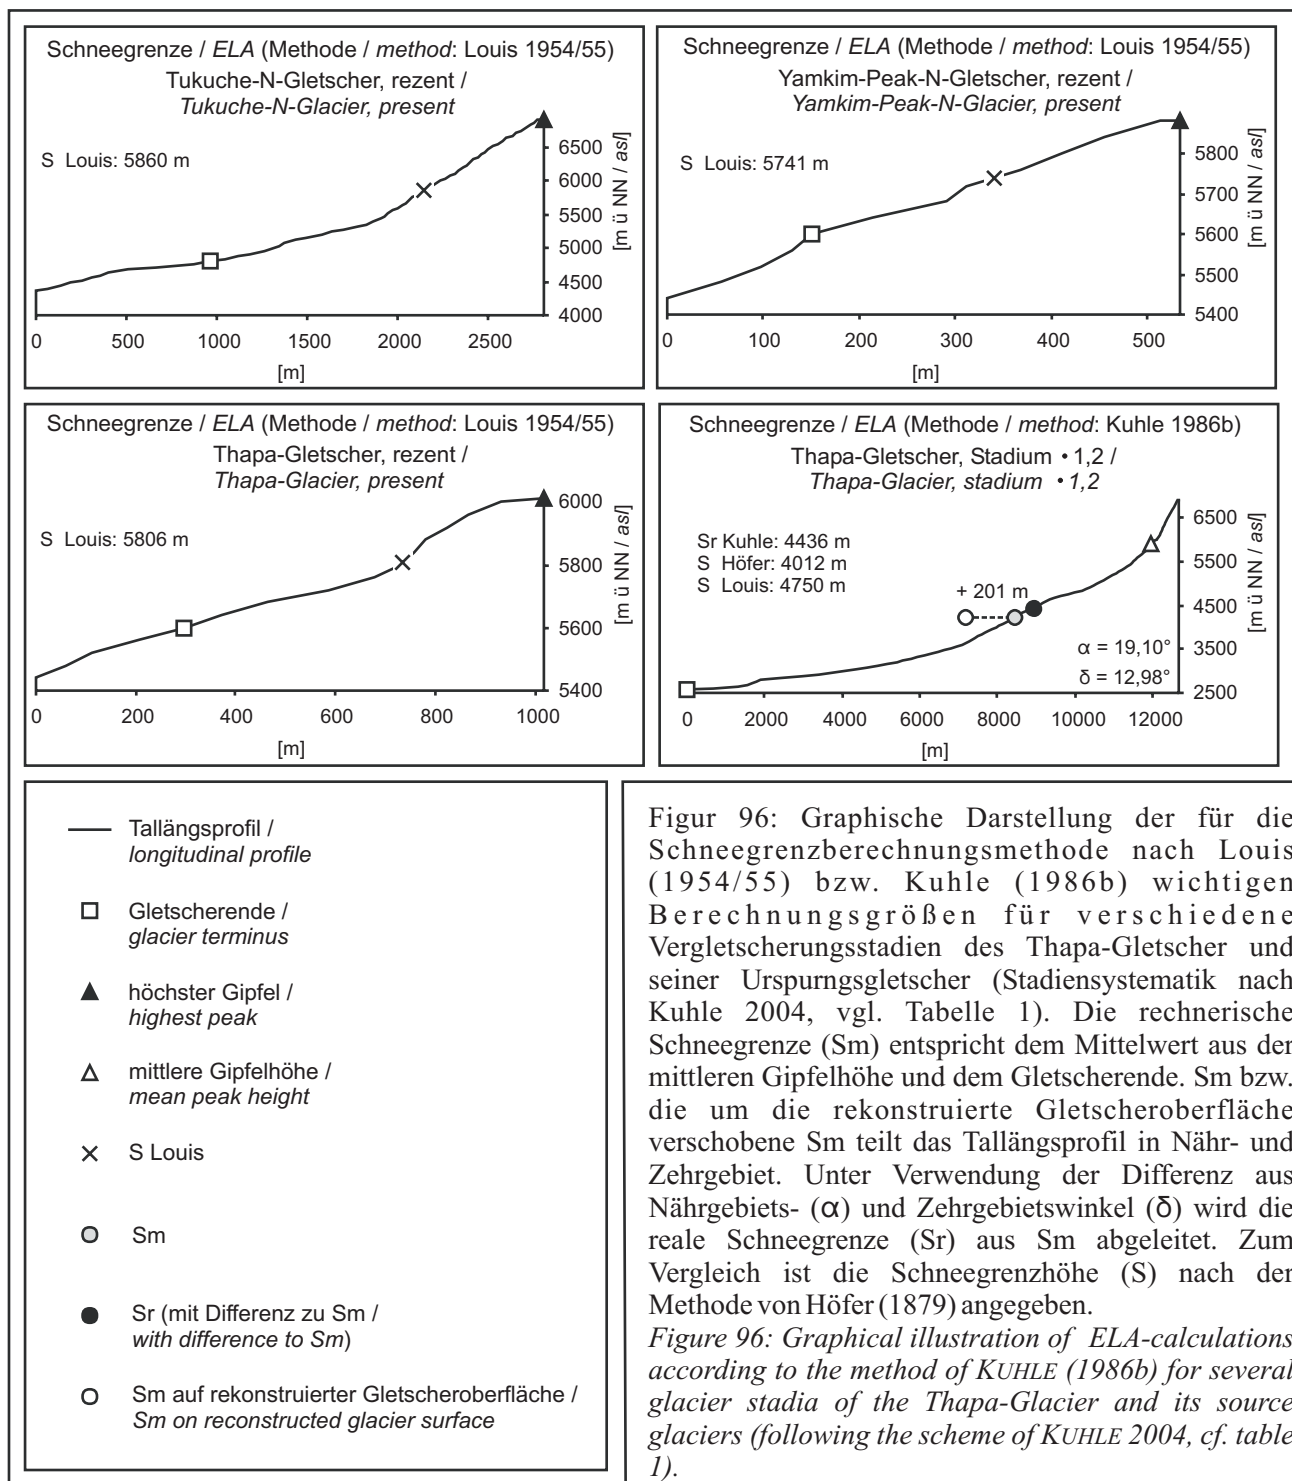 Schneegrenze / ELA (Methode / method: Louis 1954/55)
Tukuche-N-Gletscher, rezent /
Tukuche-N-Glacier, present
S Louis: 5860 m
6500
6000
5500
5000
4500
4000
[m ü NN / asl]
0 500 1000 1500 2000 2500
[m]
Schneegrenze / ELA (Methode / method: Louis 1954/55)
Yamkim-Peak-N-Gletscher, rezent /
Yamkim-Peak-N-Glacier, present
S Louis: 5741 m
5800
5700
5600
5500
5400
[m ü NN / asl]
0 100 200 300 400 500
[m]
Schneegrenze / ELA (Methode / method: Louis 1954/55)
Thapa-Gletscher, rezent /
Thapa-Glacier, present
S Louis: 5806 m
6000
5800
5600
5400
[m ü NN / asl]
0 200 400 600 800 1000
[m]
Schneegrenze / ELA (Methode / method: Kuhle 1986b)
Thapa-Gletscher, Stadium •1,2 /
Thapa-Glacier, stadium •1,2
Sr Kuhle: 4436 m
S Höfer: 4012 m
S Louis: 4750 m
+ 201 m
α = 19,10°
δ = 12,98°
6500
5500
4500
3500
2500
[m ü NN / asl]
0 2000 4000 6000 8000 10000 12000
[m]
Tallängsprofil /
longitudinal profile
Gletscherende /
glacier terminus
höchster Gipfel /
highest peak
mittlere Gipfelhöhe /
mean peak height
S Louis
Sm
Sr (mit Differenz zu Sm /
with difference to Sm)
Sm auf rekonstruierter Gletscheroberfläche /
Sm on reconstructed glacier surface
Figur 96: Graphische Darstellung der für die
Schneegrenzberechnungsmethode nach Louis
(1954/55) bzw. Kuhle (1986b) wichtigen
Berechnungsgrößen für verschiedene
Vergletscherungsstadien des Thapa-Gletscher und
seiner Urspurngsgletscher (Stadiensystematik nach
Kuhle 2004, vgl. Tabelle 1). Die rechnerische
Schneegrenze (Sm) entspricht dem Mittelwert aus der
mittleren Gipfelhöhe und dem Gletscherende. Sm bzw.
die um die rekonstruierte Gletscheroberfläche
verschobene Sm teilt das Tallängsprofil in Nähr- und
Zehrgebiet. Unter Verwendung der Differenz aus
Nährgebiets- (α) und Zehrgebietswinkel (δ) wird die
reale Schneegrenze (Sr) aus Sm abgeleitet. Zum
Vergleich ist die Schneegrenzhöhe (S) nach der
Methode von Höfer (1879) angegeben.
Figure 96: Graphical illustration of ELA-calculations
according to the method of KUHLE (1986b) for several
glacier stadia of the Thapa-Glacier and its source
glaciers (following the scheme of KUHLE 2004, cf. table
1).